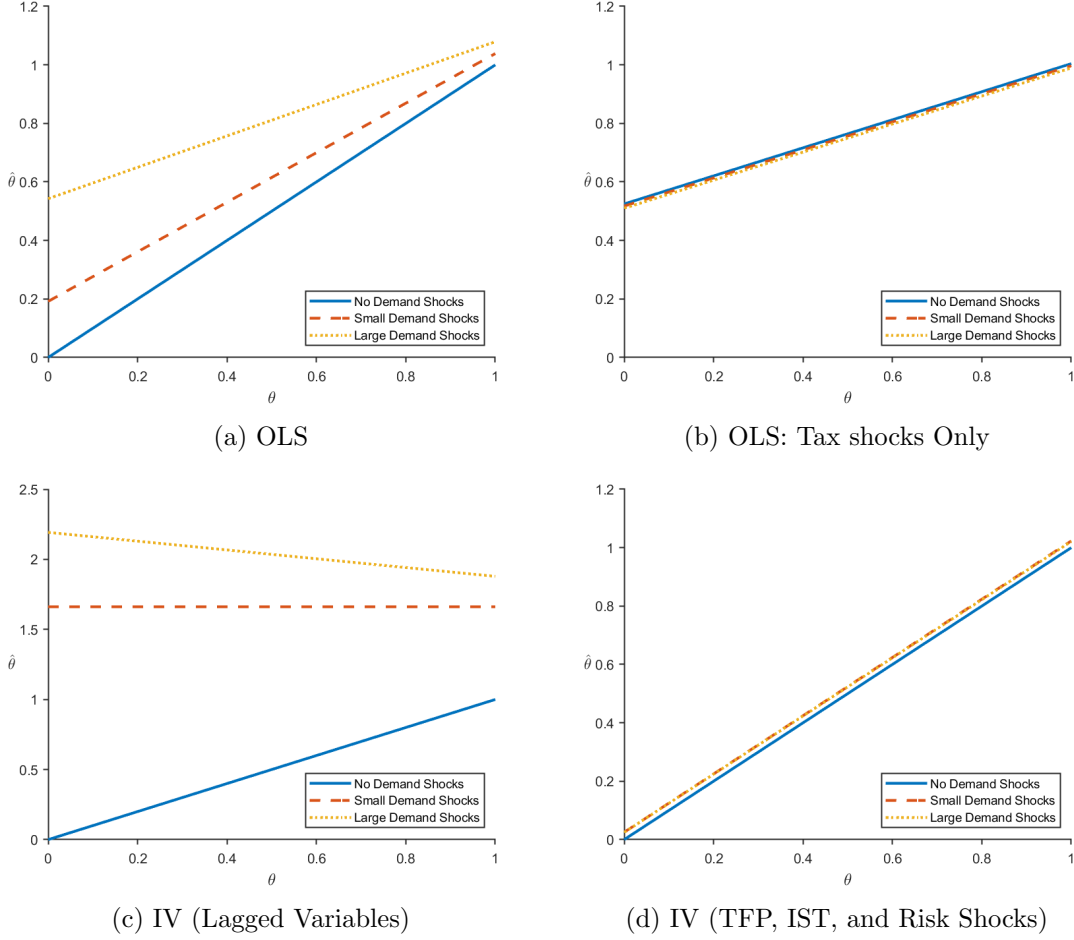 1.2
1
0.8
0.6
θ̂
0.4
0.2
0
0 0.2 0.4 0.6 0.8 1
θ
No Demand Shocks
Small Demand Shocks
Large Demand Shocks
(a) OLS
1.2
1
0.8
0.6
θ̂
0.4
0.2
0
0 0.2 0.4 0.6 0.8 1
θ
No Demand Shocks
Small Demand Shocks
Large Demand Shocks
(b) OLS: Tax shocks Only
2.5
2
1.5
θ̂
1
0.5
0
0 0.2 0.4 0.6 0.8 1
θ
No Demand Shocks
Small Demand Shocks
Large Demand Shocks
(c) IV (Lagged Variables)
1.2
1
0.8
0.6
θ̂
0.4
0.2
0
0 0.2 0.4 0.6 0.8 1
θ
No Demand Shocks
Small Demand Shocks
Large Demand Shocks
(d) IV (TFP, IST, and Risk Shocks)